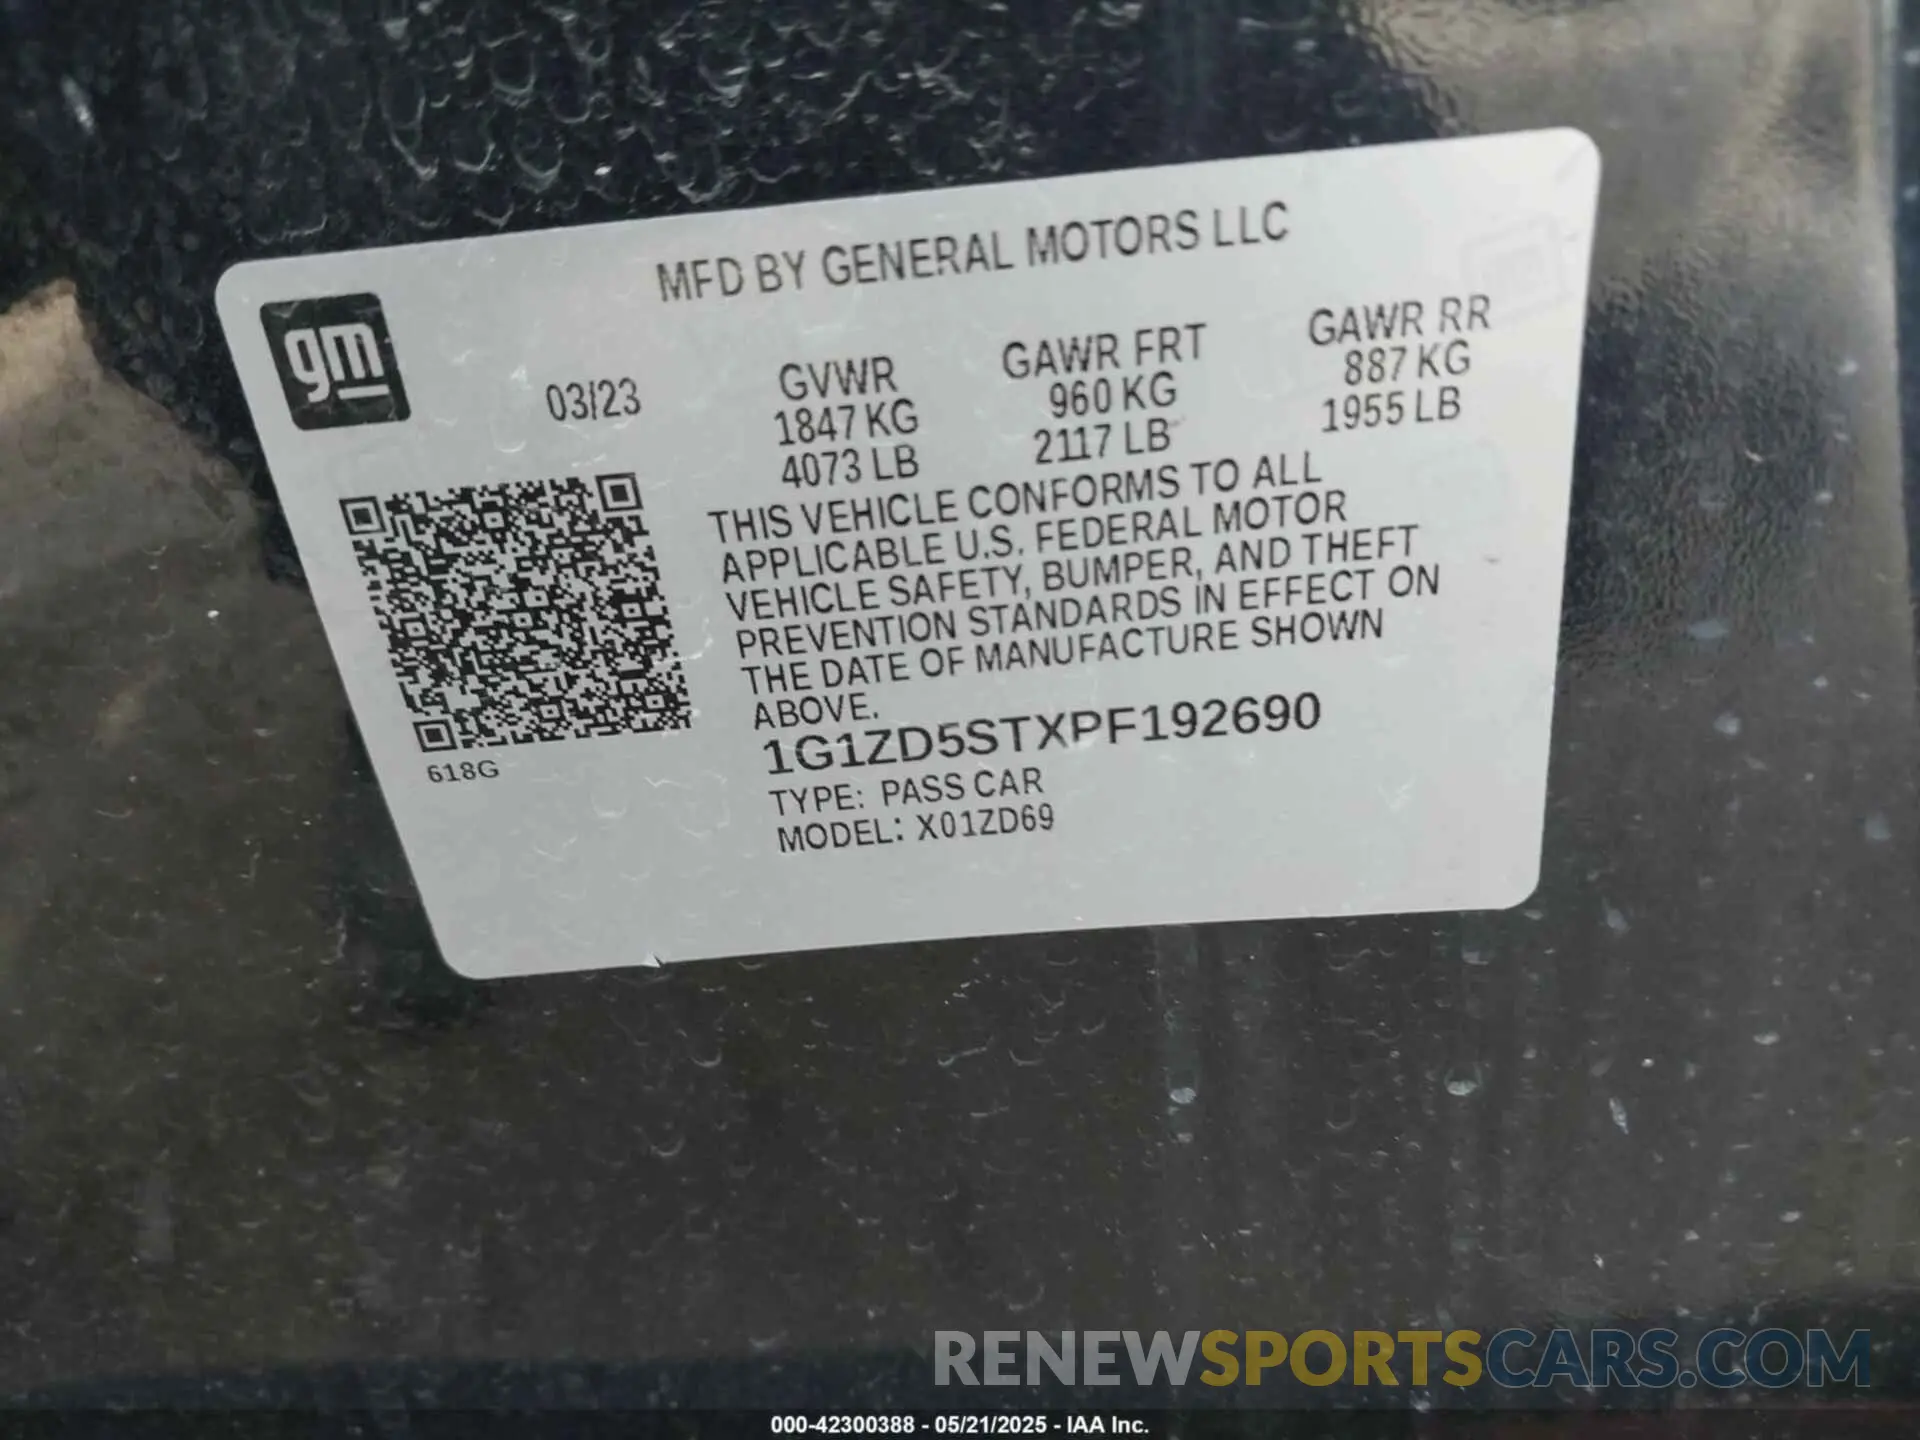 MFD BY GENERAL MOTORS LLC
gm
03/23
GVWR
1847 KG
4073 LB
GAWR FRT
960 KG
2117 LB
GAWR RR
887 KG
1955 LB
THIS VEHICLE CONFORMS TO ALL
APPLICABLE U.S. FEDERAL MOTOR
VEHICLE SAFETY, BUMPER, AND THEFT
PREVENTION STANDARDS IN EFFECT ON
THE DATE OF MANUFACTURE SHOWN
ABOVE.
1G1ZD5STXPF192690
TYPE: PASS CAR
MODEL: X01ZD69
618G
RENEWSPORTSCARS.COM
000-42300388 - 05/21/2025 - IAA Inc.